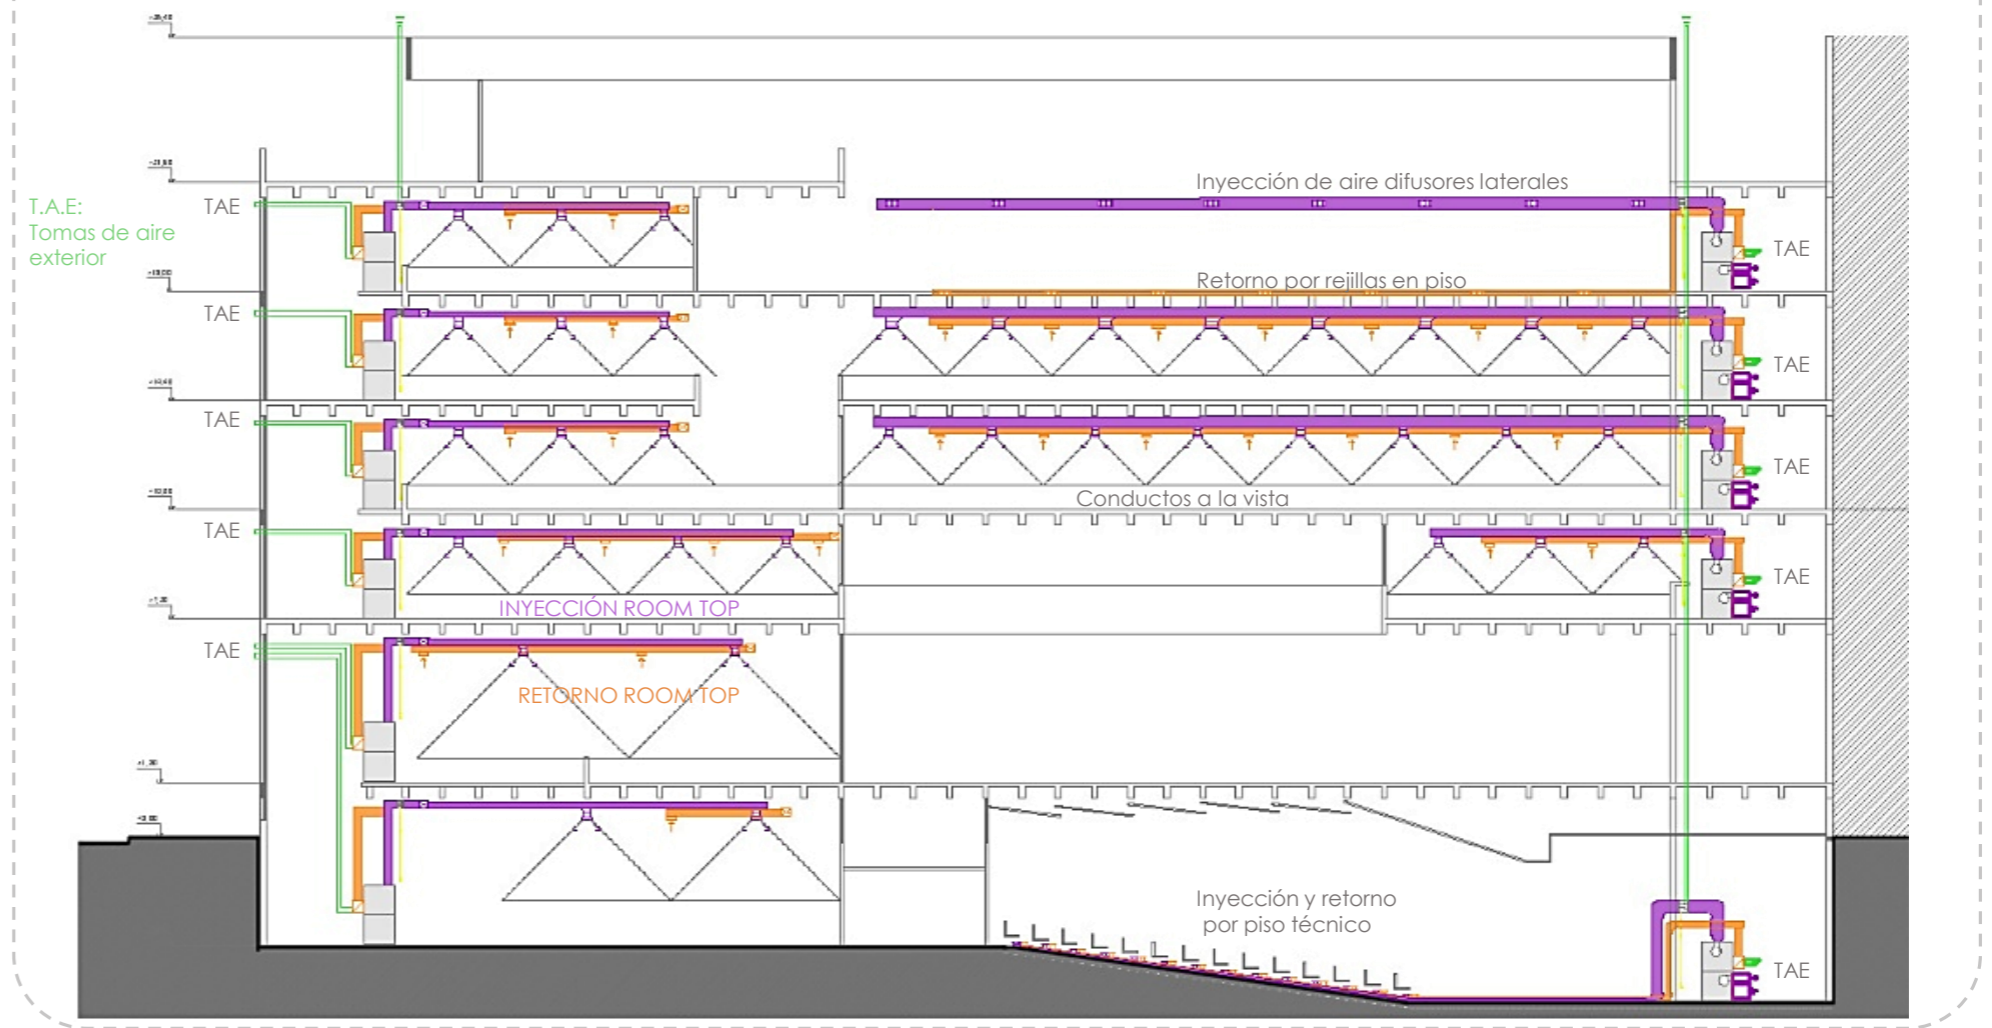 Inyección de aire difusores laterales
T.A.E:
Tomas de aire
exterior
TAE
TAE
Retorno por rejillas en piso
TAE
TAE
TAE
TAE
Conductos a la vista
TAE
TAE
INYECCIÓN ROOM TOP
TAE
RETORNO ROOM TOP
Inyección y retorno
por piso técnico
TAE